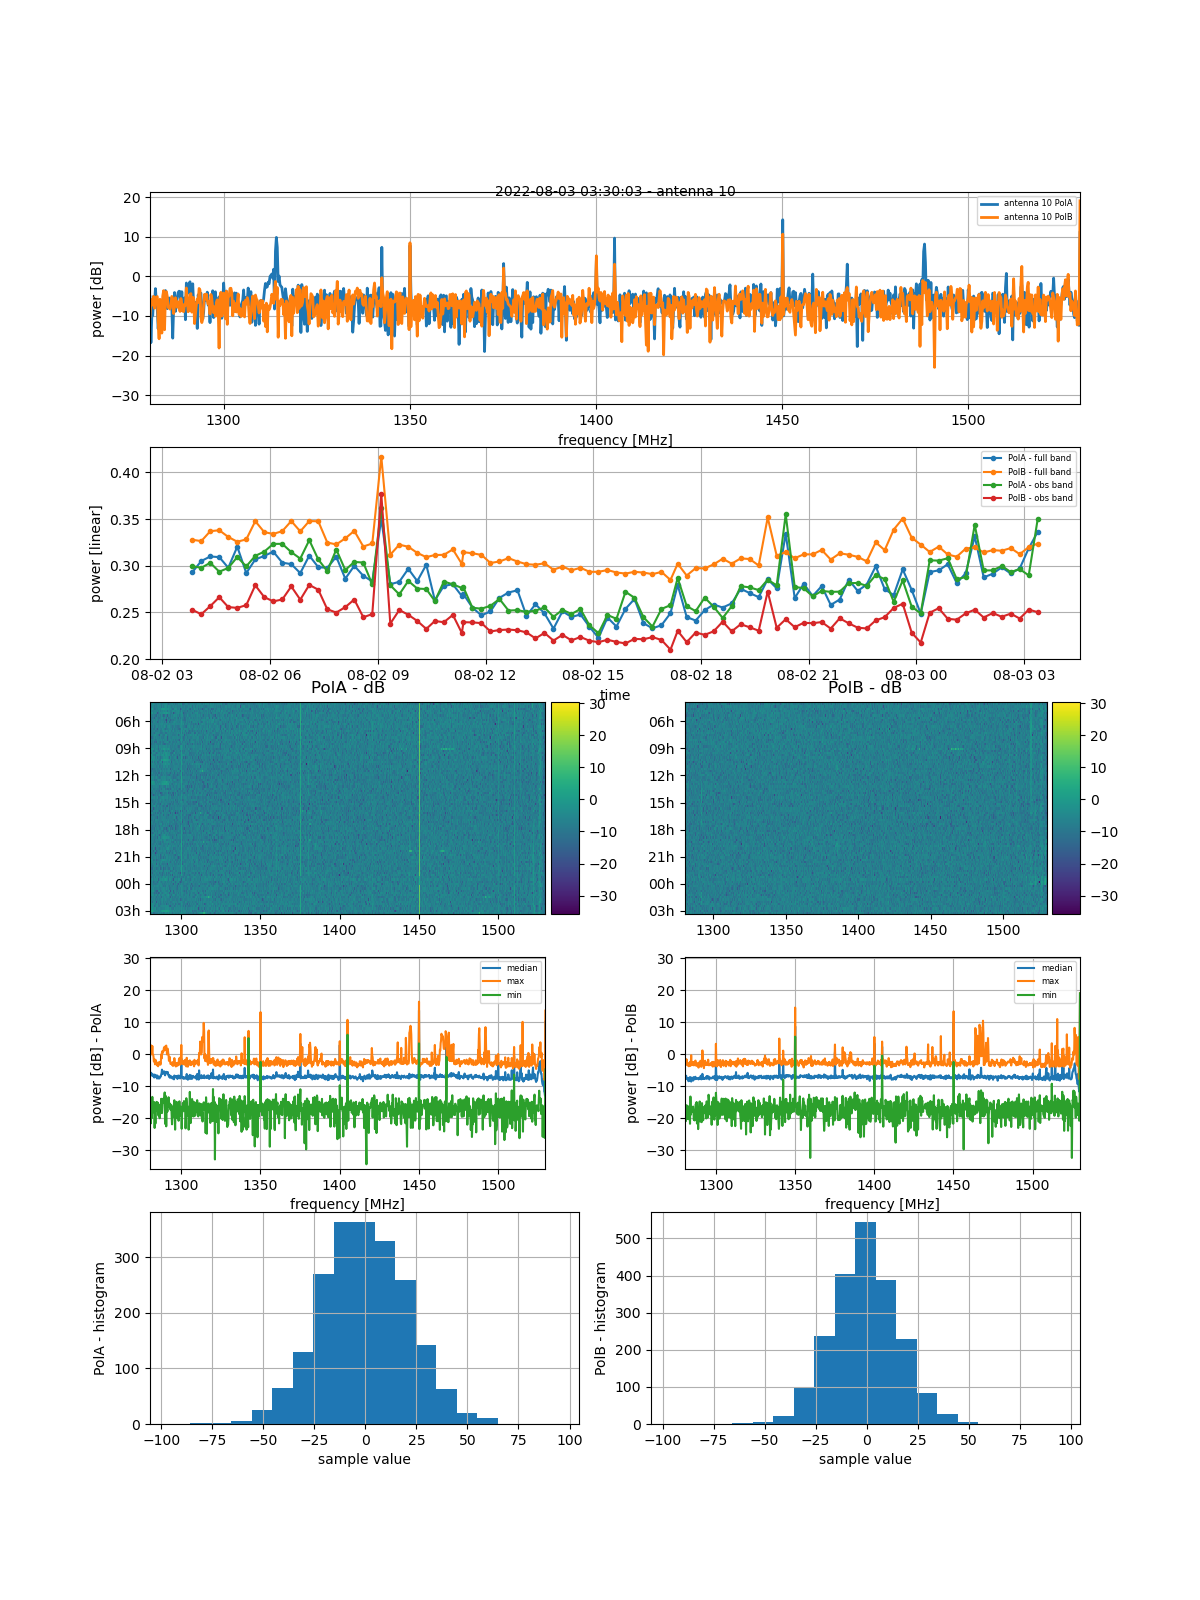 2022-08-03 03:30:03 - antenna 10
power [dB]
20
10
0
−10
−20
−30
antenna 10 PolA
antenna 10 PolB
1300 1350 1400 1450 1500
frequency [MHz]
power [linear]
0.40
0.35
0.30
0.25
0.20
PolA - full band
PolB - full band
PolA - obs band
PolB - obs band
08-02 03 08-02 06 08-02 09 08-02 12 08-02 15 08-02 18 08-02 21 08-03 00 08-03 03
time
PolA - dB
06h
09h
12h
15h
18h
21h
00h
03h
30
20
10
0
−10
−20
−30
1300 1350 1400 1450 1500
PolB - dB
06h
09h
12h
15h
18h
21h
00h
03h
30
20
10
0
−10
−20
−30
1300 1350 1400 1450 1500
power [dB] - PolA
30
20
10
0
−10
−20
−30
median
max
min
1300 1350 1400 1450 1500
frequency [MHz]
power [dB] - PolB
30
20
10
0
−10
−20
−30
median
max
min
1300 1350 1400 1450 1500
frequency [MHz]
PolA - histogram
300
200
100
0
−100 −75 −50 −25 0 25 50 75 100
sample value
PolB - histogram
500
400
300
200
100
0
−100 −75 −50 −25 0 25 50 75 100
sample value